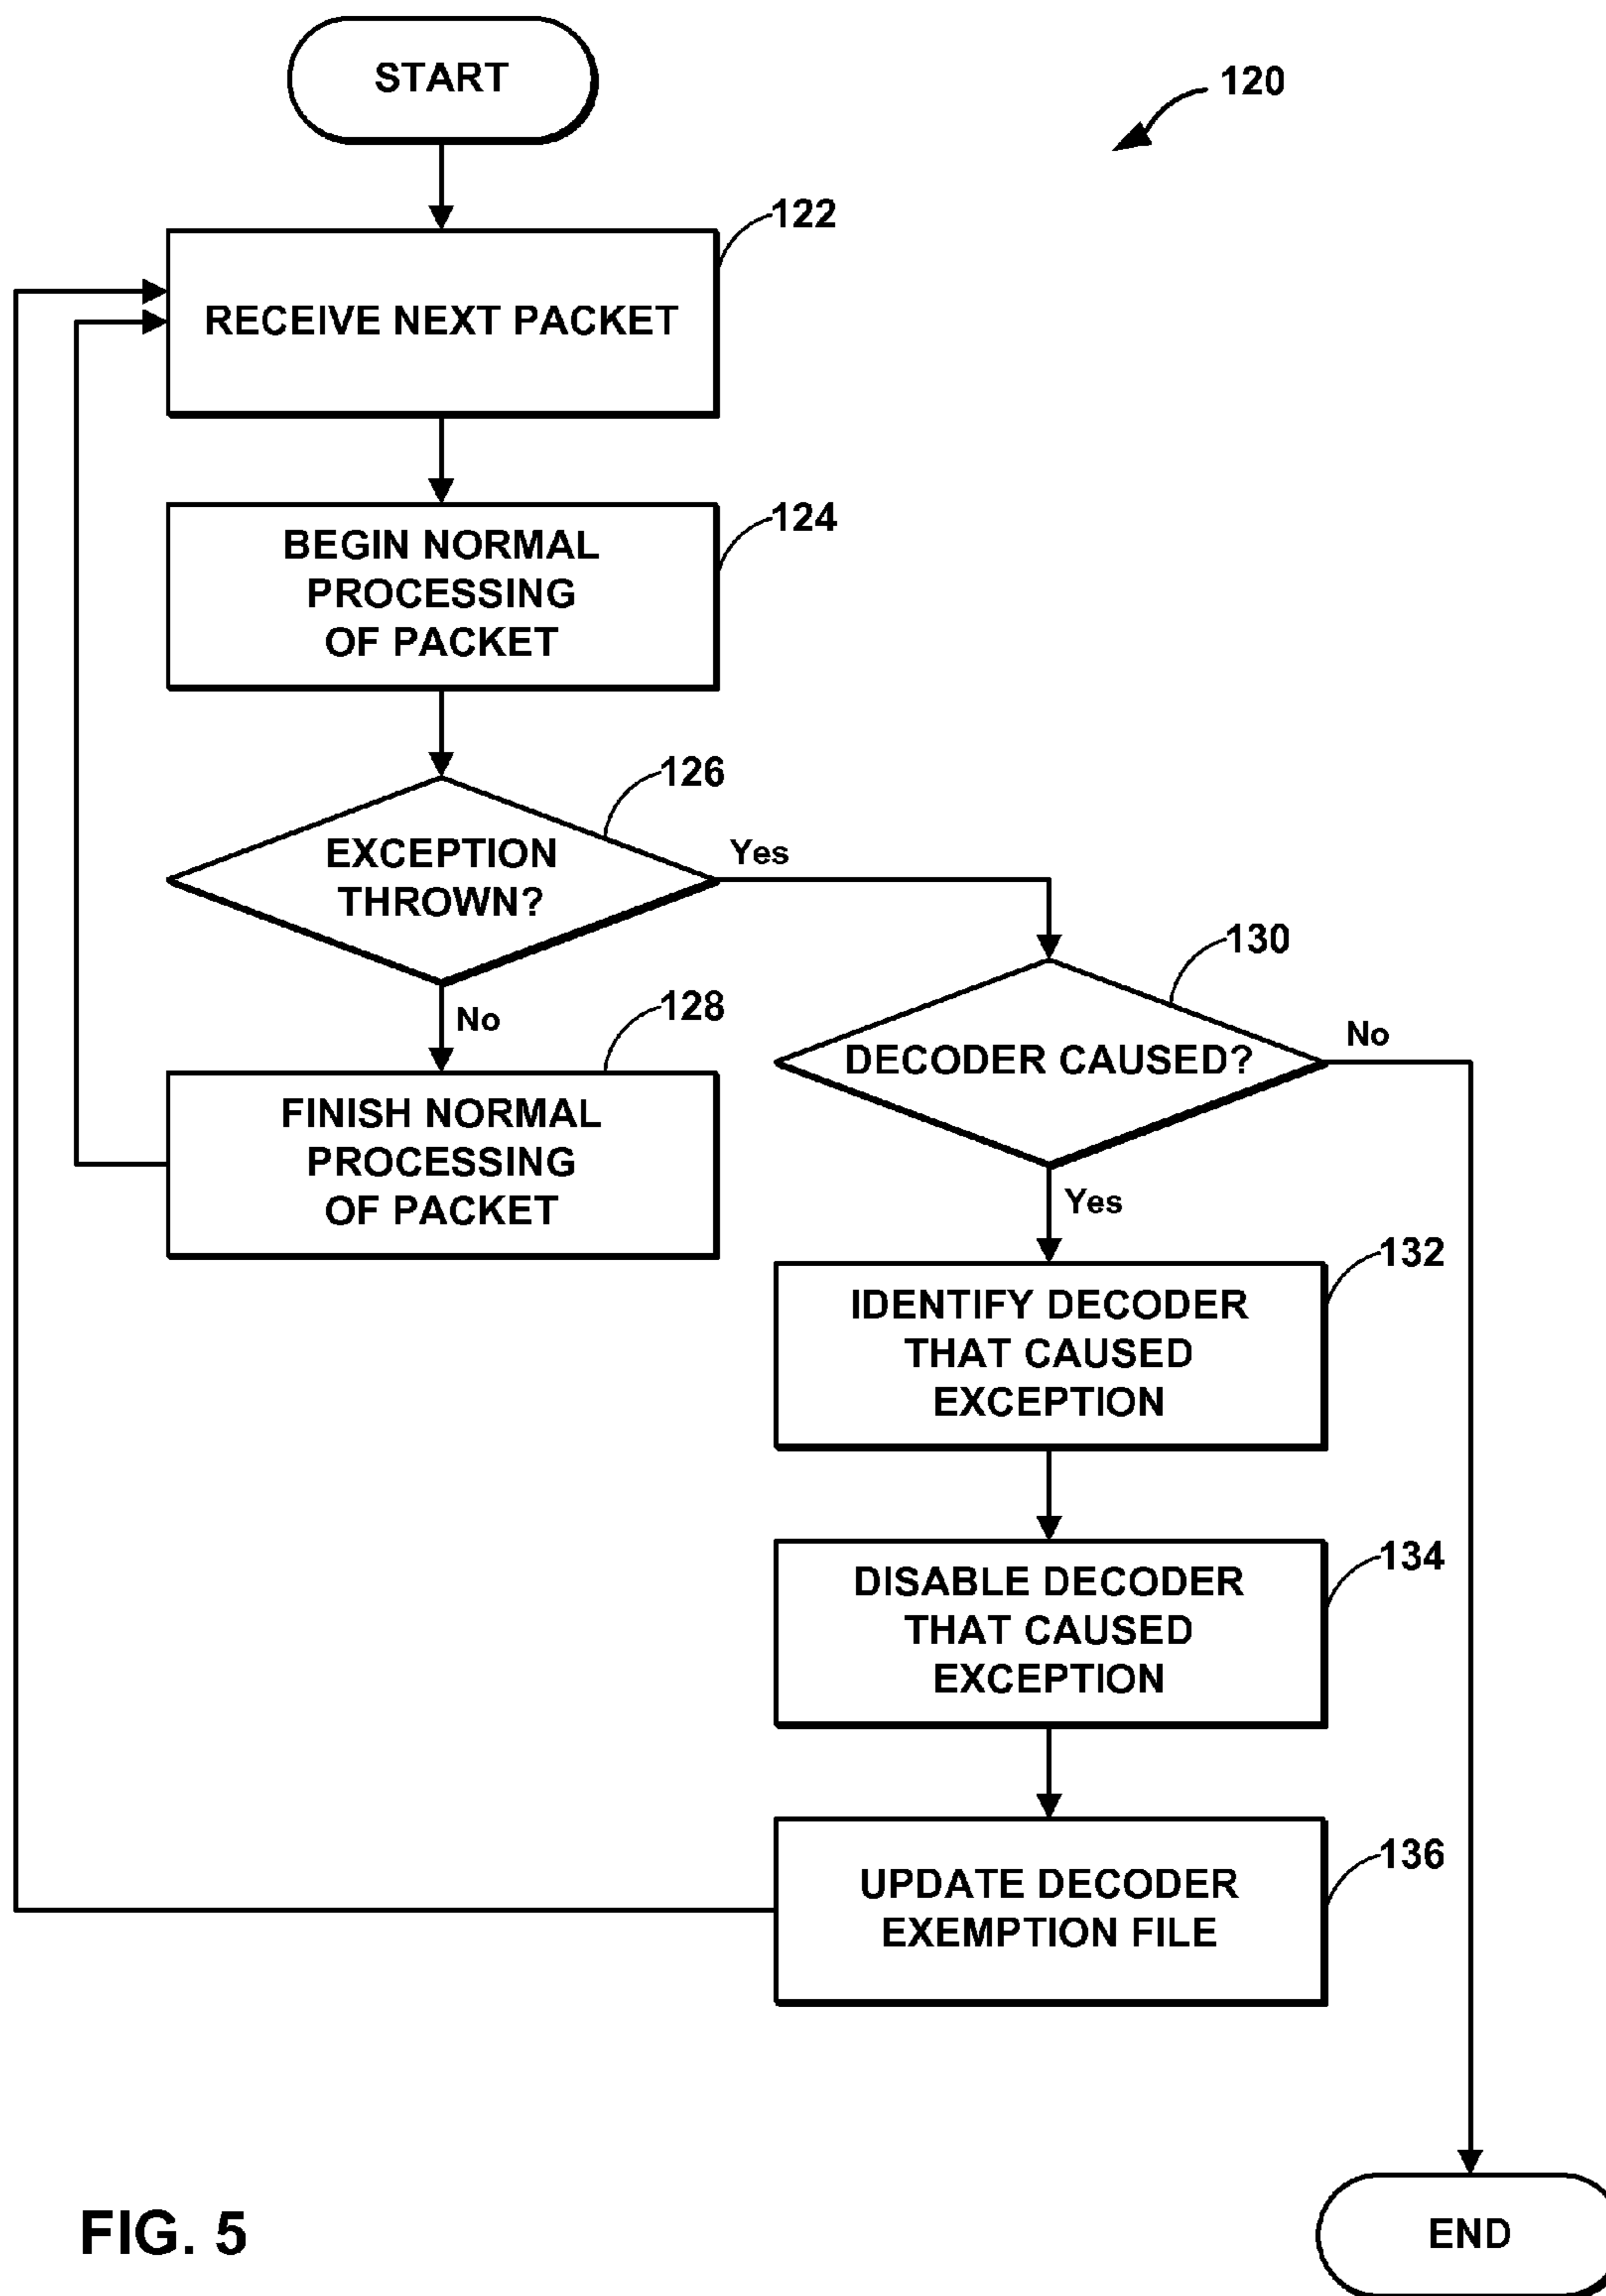 START
120
122
RECEIVE NEXT PACKET
124
BEGIN NORMAL
PROCESSING
OF PACKET
126
EXCEPTION
THROWN?
Yes
No
128
FINISH NORMAL
PROCESSING
OF PACKET
130
DECODER CAUSED?
No
Yes
132
IDENTIFY DECODER
THAT CAUSED
EXCEPTION
134
DISABLE DECODER
THAT CAUSED
EXCEPTION
136
UPDATE DECODER
EXEMPTION FILE
END
FIG. 5